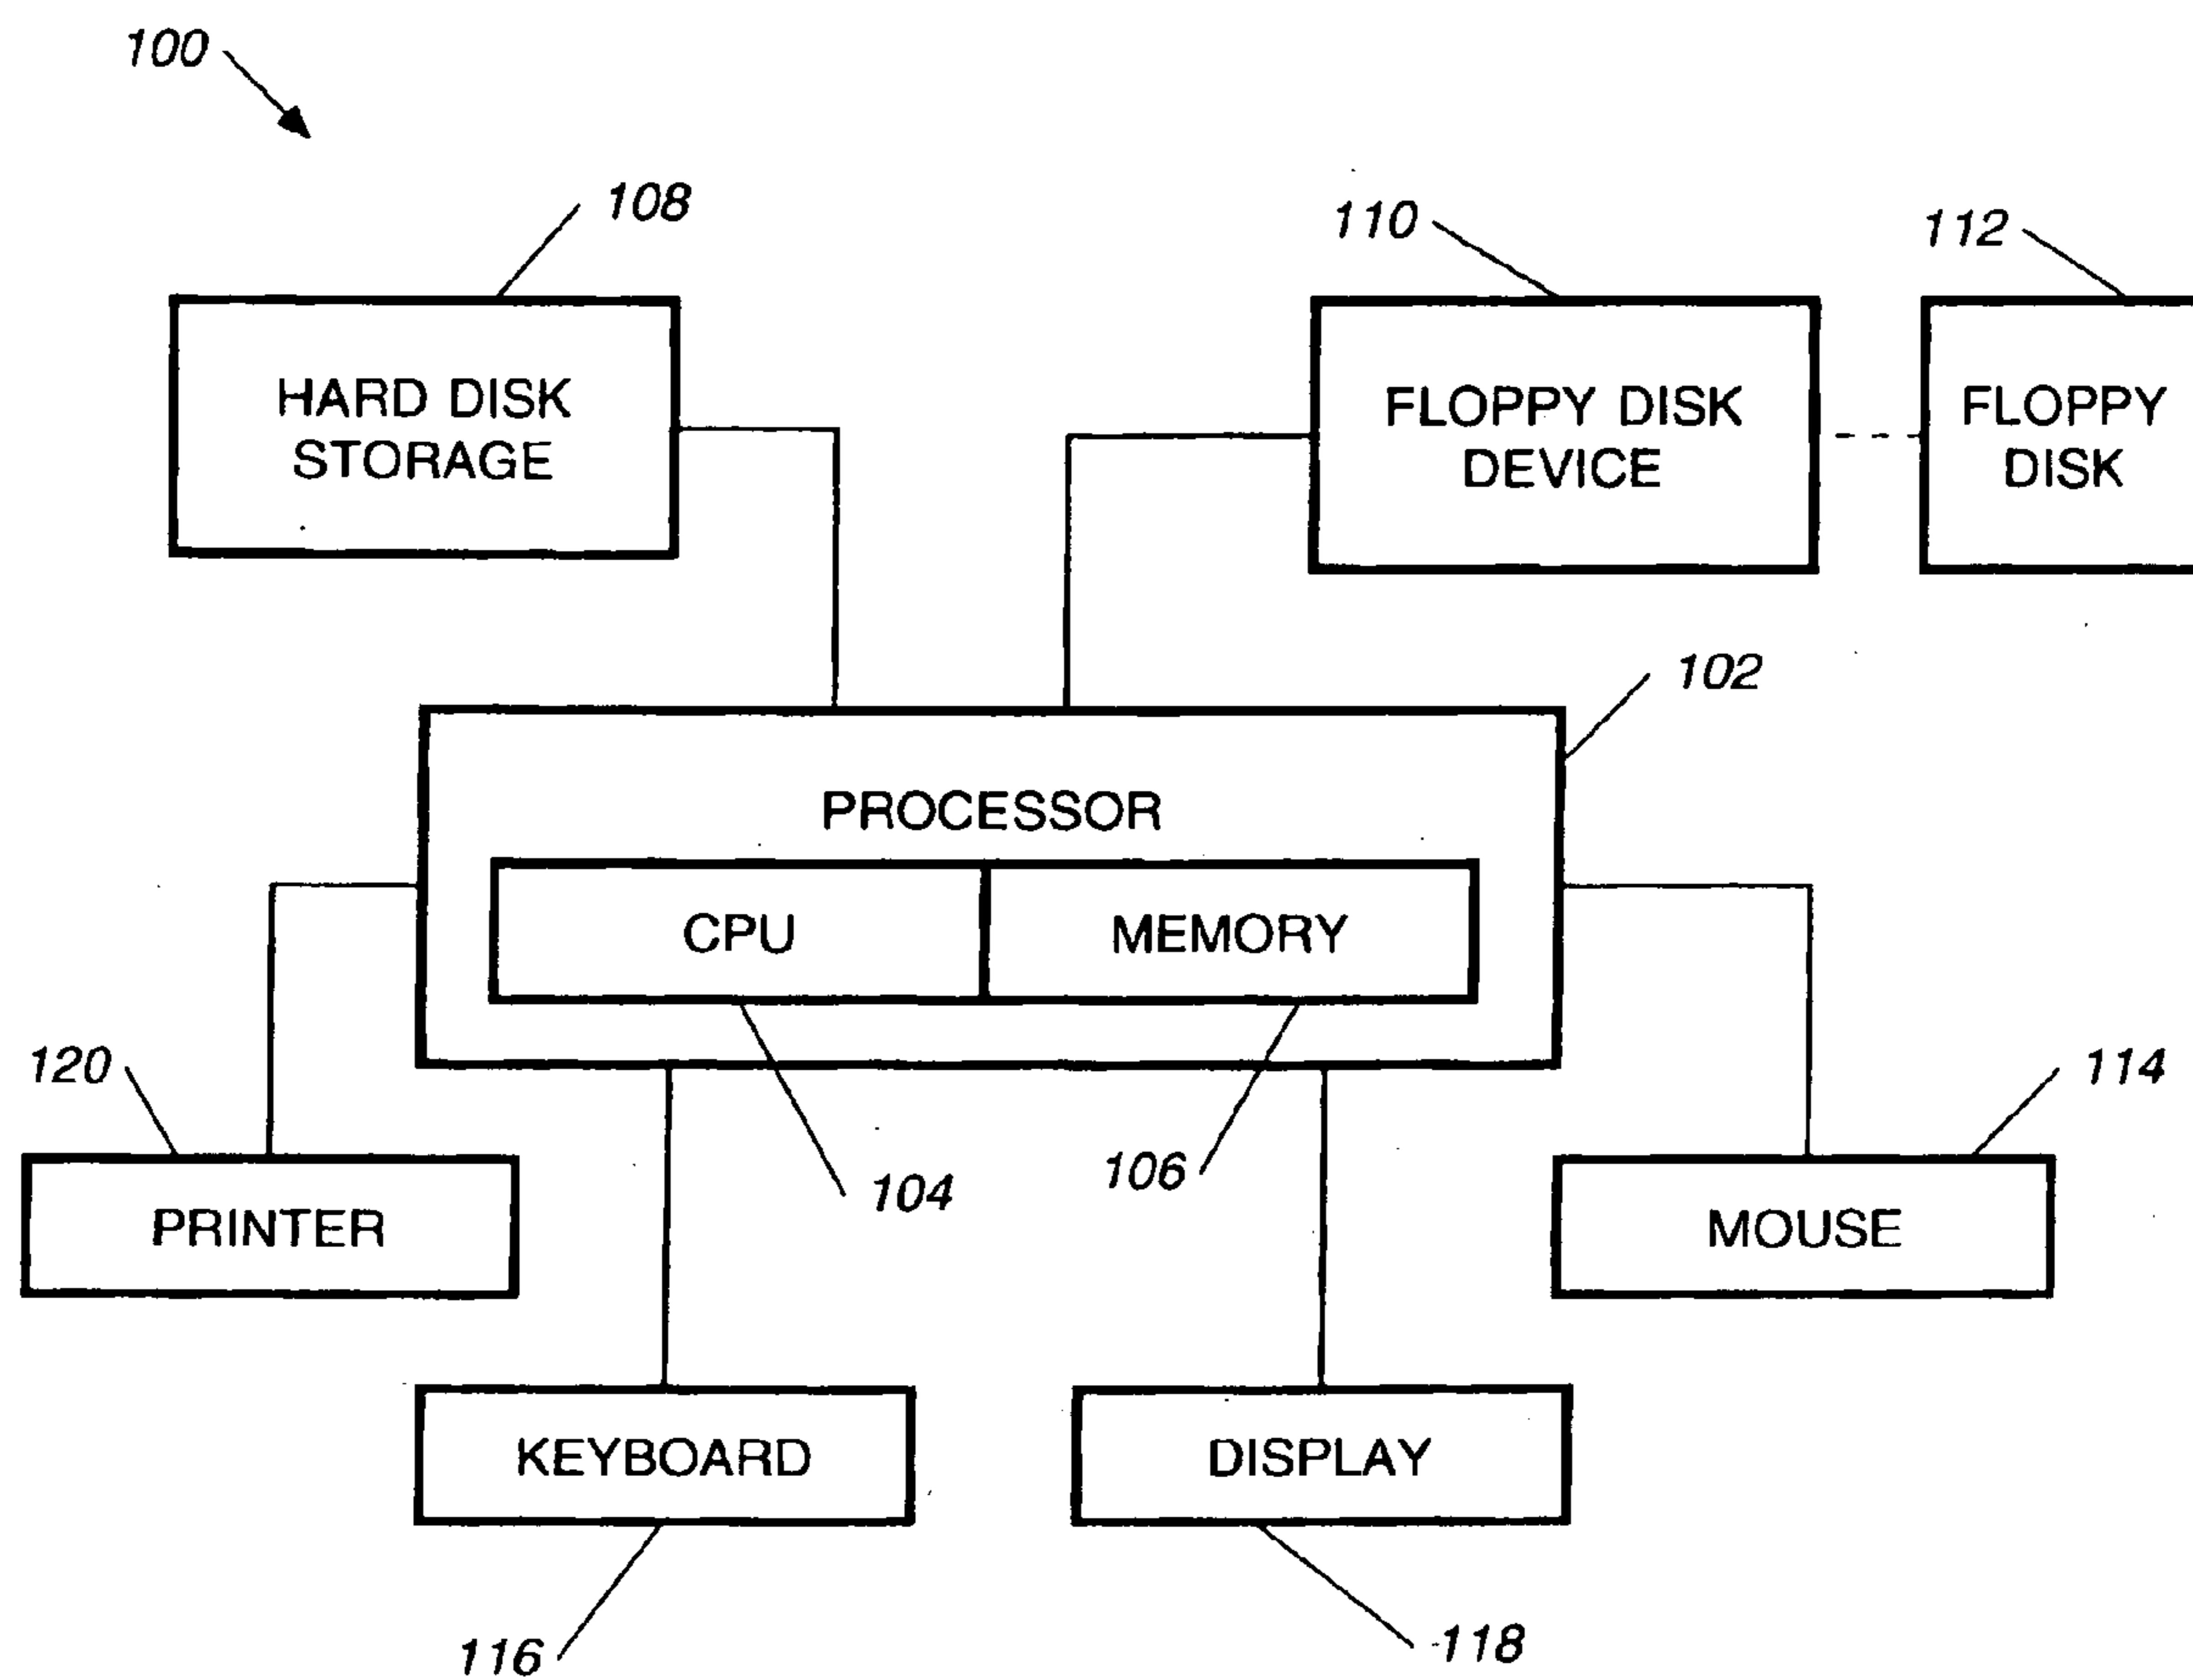 100
108
110
112
HARD DISK
STORAGE
FLOPPY DISK
DEVICE
FLOPPY
DISK
102
PROCESSOR
CPU
MEMORY
120
114
104
106
PRINTER
MOUSE
KEYBOARD
DISPLAY
116
118